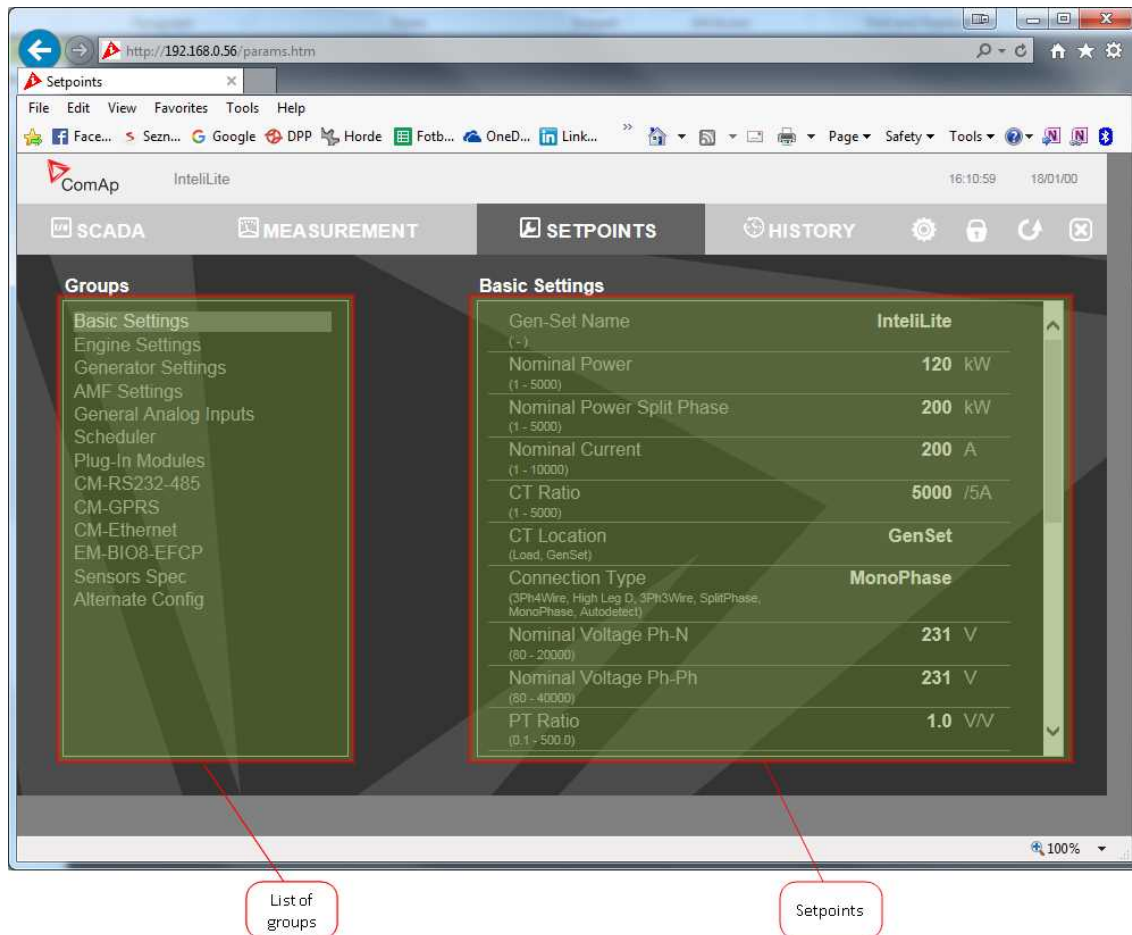 http://192.168.0.56/params.htm
Setpoints
File Edit View Favorites Tools Help
Face... Sezn... Google DPP Horde Fotb... OneD... Link... » Page Safety Tools
ComAp InteliLite 16:10:59 18/01/00
SCADA MEASUREMENT SETPOINTS HISTORY
Groups
Basic Settings
Engine Settings
Generator Settings
AMF Settings
General Analog Inputs
Scheduler
Plug-In Modules
CM-RS232-485
CM-GPRS
CM-Ethernet
EM-BIO8-EFCP
Sensors Spec
Alternate Config
Basic Settings
Gen-Set Name InteliLite
(-)
Nominal Power 120 kW
(1 - 5000)
Nominal Power Split Phase 200 kW
(1 - 5000)
Nominal Current 200 A
(1 - 10000)
CT Ratio 5000 /5A
(1 - 5000)
CT Location GenSet
(Load, GenSet)
Connection Type MonoPhase
(3Ph4Wire, High Leg D, 3Ph3Wire, SplitPhase,
MonoPhase, Autodetect)
Nominal Voltage Ph-N 231 V
(80 - 20000)
Nominal Voltage Ph-Ph 231 V
(80 - 40000)
PT Ratio 1.0 V/V
(0.1 - 500.0)
100%
List of
groups
Setpoints